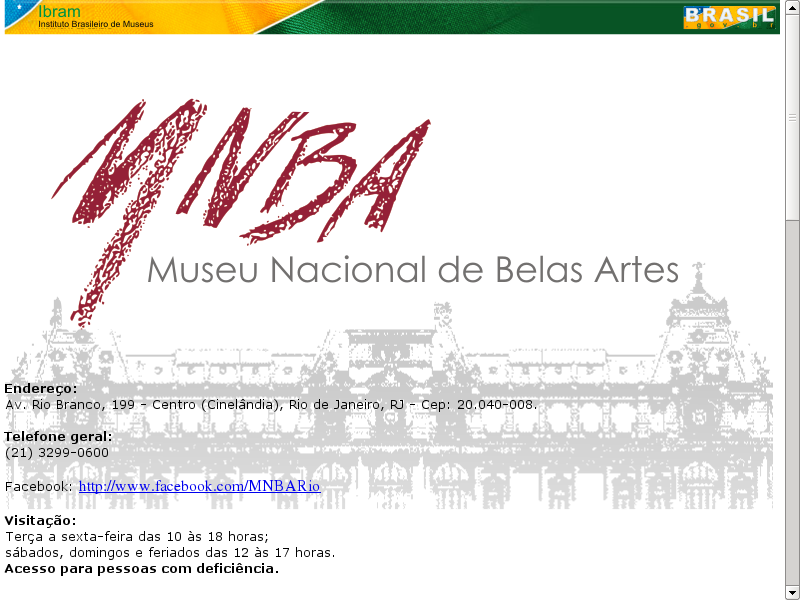 Ibram
Instituto Brasileiro de Museus
BRASIL
.gov.br
MNBA
Museu Nacional de Belas Artes
Endereço:
Av. Rio Branco, 199 - Centro (Cinelândia), Rio de Janeiro, RJ - Cep: 20.040-008.
Telefone geral:
(21) 3299-0600
Facebook: http://www.facebook.com/MNBARio
Visitação:
Terça a sexta-feira das 10 às 18 horas;
sábados, domingos e feriados das 12 às 17 horas.
Acesso para pessoas com deficiência.